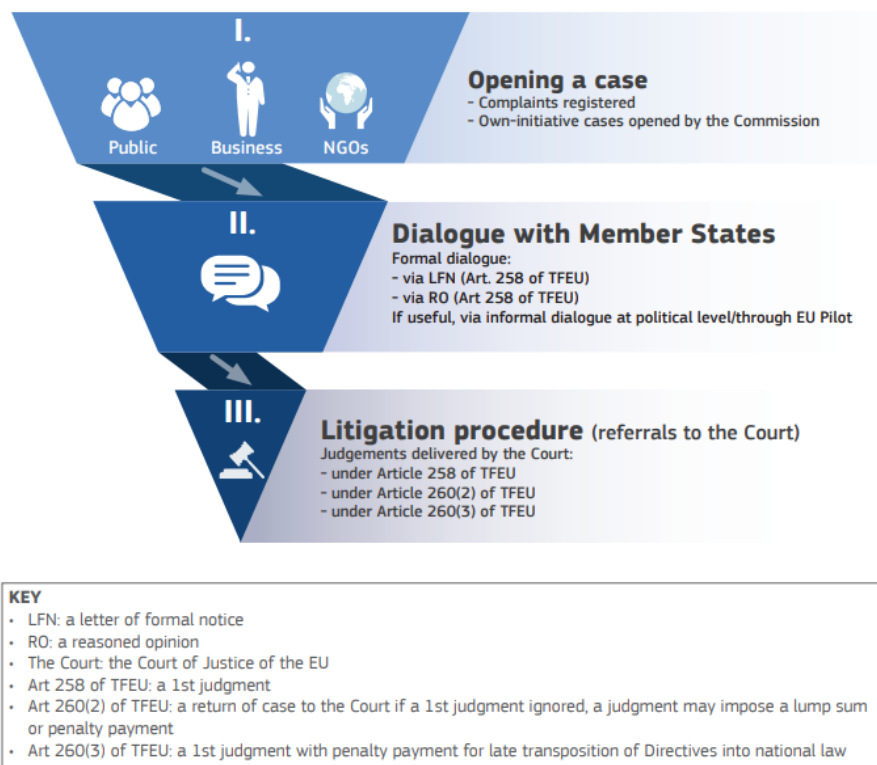 I.
Public Business NGOs
Opening a case
- Complaints registered
- Own-initiative cases opened by the Commission
II.
Dialogue with Member States
Formal dialogue:
- via LFN (Art. 258 of TFEU)
- via RO (Art 258 of TFEU)
If useful, via informal dialogue at political level/through EU Pilot
III.
Litigation procedure (referrals to the Court)
Judgements delivered by the Court:
- under Article 258 of TFEU
- under Article 260(2) of TFEU
- under Article 260(3) of TFEU
KEY
• LFN: a letter of formal notice
• RO: a reasoned opinion
• The Court: the Court of Justice of the EU
• Art 258 of TFEU: a 1st judgment
• Art 260(2) of TFEU: a return of case to the Court if a 1st judgment ignored, a judgment may impose a lump sum
or penalty payment
• Art 260(3) of TFEU: a 1st judgment with penalty payment for late transposition of Directives into national law